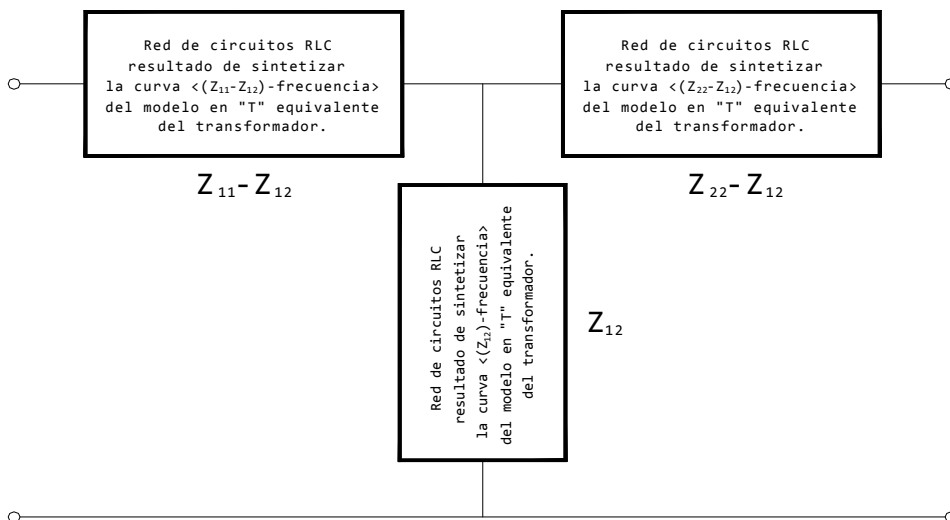 Red de circuitos RLC
resultado de sintetizar
la curva <(Z₁₁-Z₁₂)-frecuencia>
del modelo en "T" equivalente
del transformador.
Z₁₁- Z₁₂
Red de circuitos RLC
resultado de sintetizar
la curva <(Z₂₂-Z₁₂)-frecuencia>
del modelo en "T" equivalente
del transformador.
Z₂₂- Z₁₂
Red de circuitos RLC
resultado de sintetizar
la curva <(Z₁₂)-frecuencia>
del modelo en "T" equivalente
del transformador.
Z₁₂